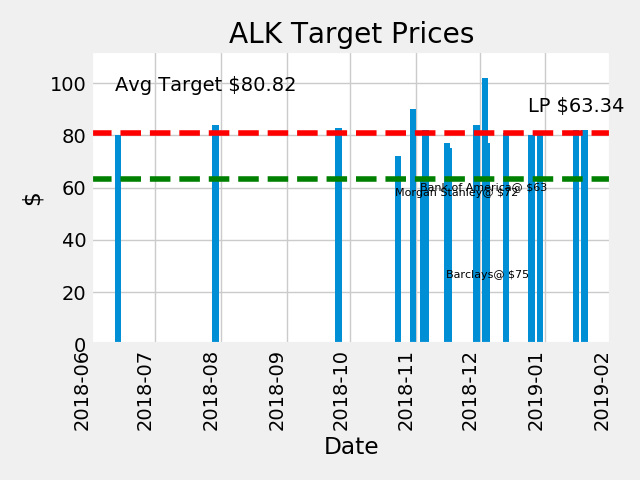 ALK Target Prices
Avg Target $80.82
LP $63.34
100
80
60
40
20
0
$
Bank of America@ $63
Morgan Stanley@ $72
Barclays@ $75
2018-06
2018-07
2018-08
2018-09
2018-10
2018-11
2018-12
2019-01
2019-02
Date